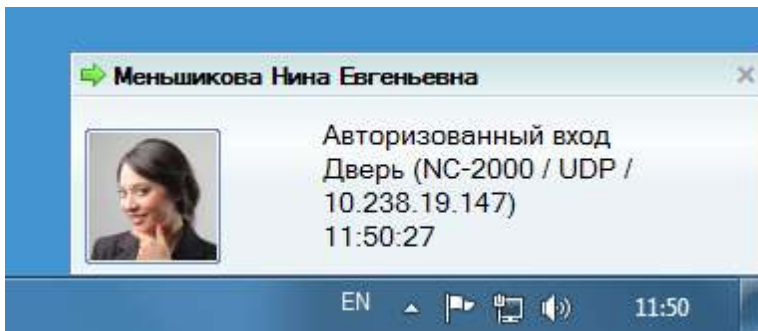 Меньшикова Нина Евгеньевна
Авторизованный вход
Дверь (NC-2000 / UDP /
10.238.19.147)
11:50:27
EN 11:50